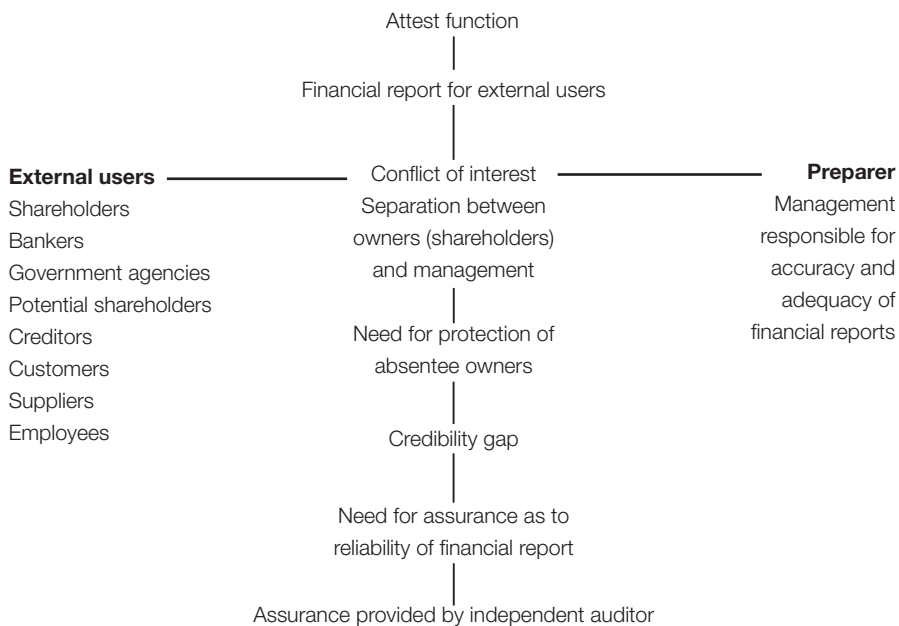 Attest function
Financial report for external users
External users
Shareholders
Bankers
Government agencies
Potential shareholders
Creditors
Customers
Suppliers
Employees
Conflict of interest
Separation between
owners (shareholders)
and management
Need for protection of
absentee owners
Credibility gap
Need for assurance as to
reliability of financial report
Assurance provided by independent auditor
Preparer
Management
responsible for
accuracy and
adequacy of
financial reports